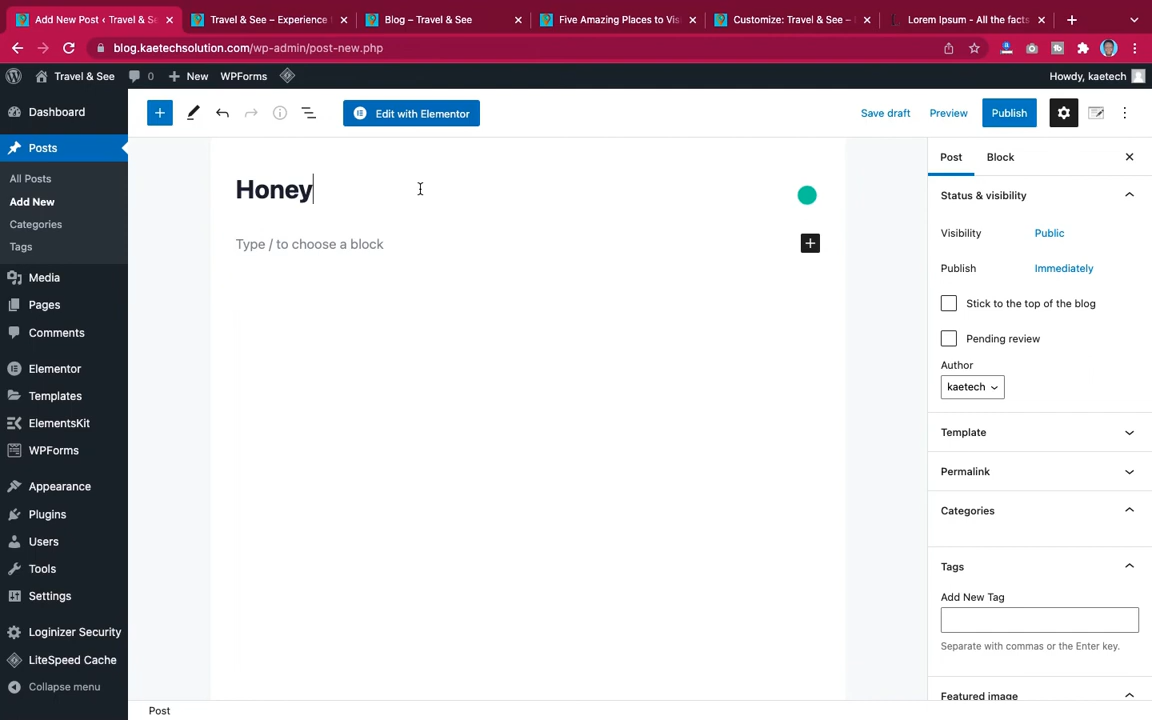 Add New Post ‹ Travel & Se
Travel & See – Experience
Blog – Travel & See
Five Amazing Places to Vis
Customize: Travel & See –
Lorem Ipsum - All the facts
blog.kaetechsolution.com/wp-admin/post-new.php
Travel & See
0
New
WPForms
Howdy, kaetech
Dashboard
Edit with Elementor
Save draft
Preview
Publish
Posts
All Posts
Add New
Categories
Tags
Media
Pages
Comments
Elementor
Templates
ElementsKit
WPForms
Appearance
Plugins
Users
Tools
Settings
Loginizer Security
LiteSpeed Cache
Collapse menu
Honey
Type / to choose a block
Post
Block
Status & visibility
Visibility
Public
Publish
Immediately
Stick to the top of the blog
Pending review
Author
kaetech
Template
Permalink
Categories
Tags
Add New Tag
Separate with commas or the Enter key.
Featured image
Post